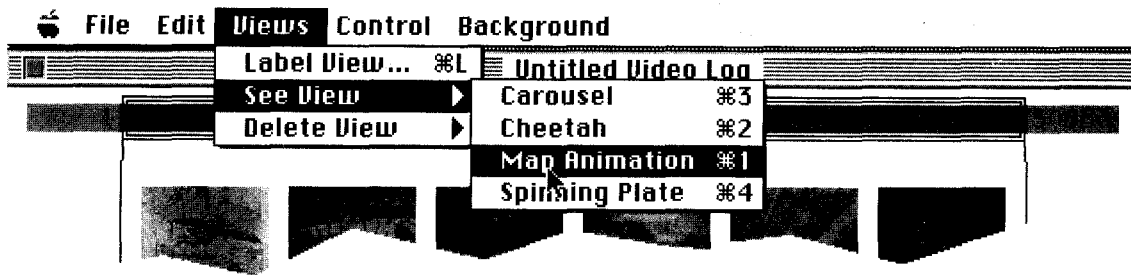 File Edit Views Control Background
Label View... ⌘L
Untitled Video Log
See View
Carousel ⌘3
Delete View
Cheetah ⌘2
Map Animation ⌘1
Spinning Plate ⌘4